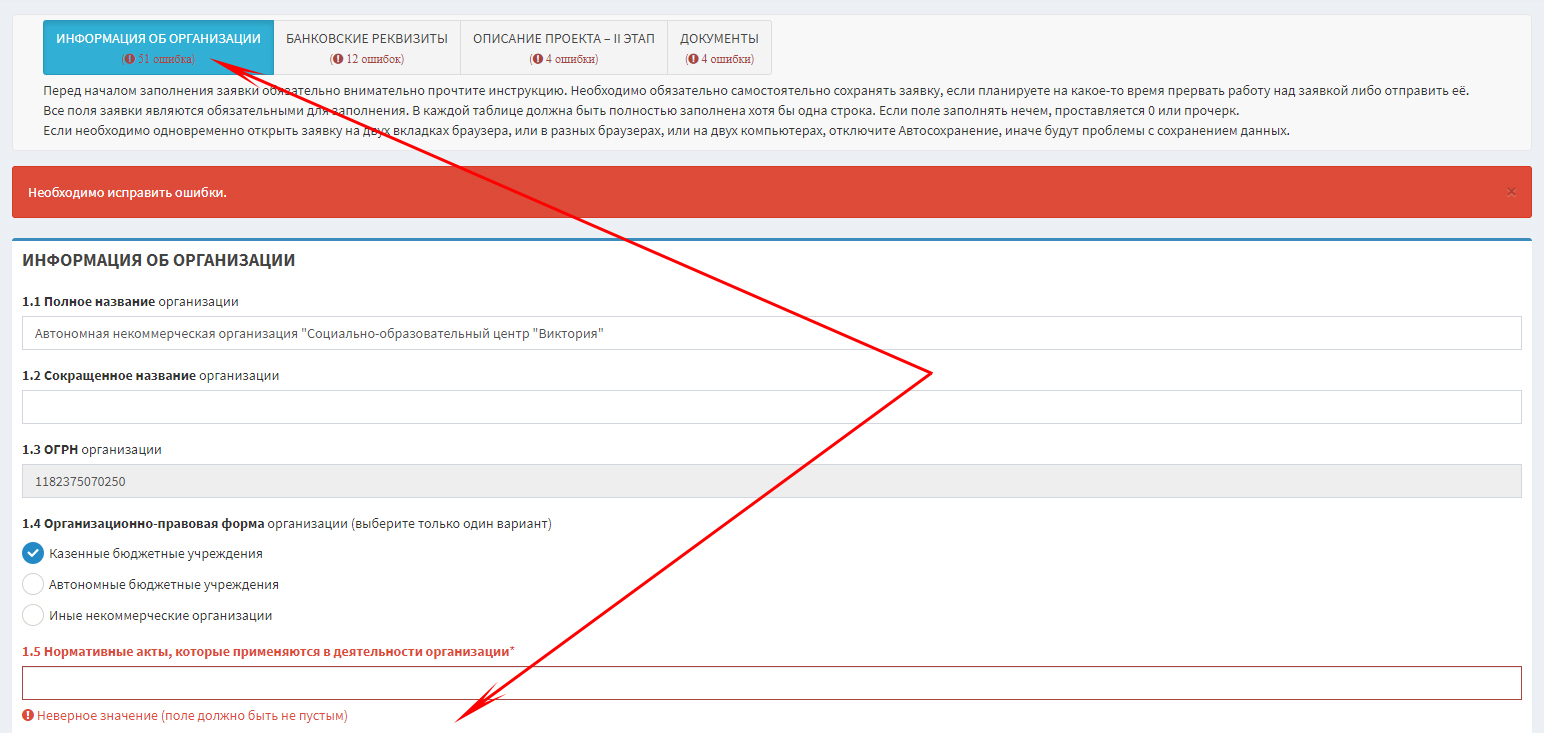 ИНФОРМАЦИЯ ОБ ОРГАНИЗАЦИИ
(51 ошибка)
БАНКОВСКИЕ РЕКВИЗИТЫ
(12 ошибок)
ОПИСАНИЕ ПРОЕКТА – II ЭТАП
(4 ошибки)
ДОКУМЕНТЫ
(4 ошибки)
Перед началом заполнения заявки обязательно внимательно прочтите инструкцию. Необходимо обязательно самостоятельно сохранять заявку, если планируете на какое-то время прервать работу над заявкой либо отправить её.
Все поля заявки являются обязательными для заполнения. В каждой таблице должна быть полностью заполнена хотя бы одна строка. Если поле заполнять нечем, проставляется 0 или прочерк.
Если необходимо одновременно открыть заявку на двух вкладках браузера, или в разных браузерах, или на двух компьютерах, отключите Автосохранение, иначе будут проблемы с сохранением данных.
Необходимо исправить ошибки.
×
ИНФОРМАЦИЯ ОБ ОРГАНИЗАЦИИ
1.1 Полное название организации
Автономная некоммерческая организация "Социально-образовательный центр "Виктория"
1.2 Сокращенное название организации
1.3 ОГРН организации
1182375070250
1.4 Организационно-правовая форма организации (выберите только один вариант)
Казенные бюджетные учреждения
Автономные бюджетные учреждения
Иные некоммерческие организации
1.5 Нормативные акты, которые применяются в деятельности организации*
Неверное значение (поле должно быть не пустым)